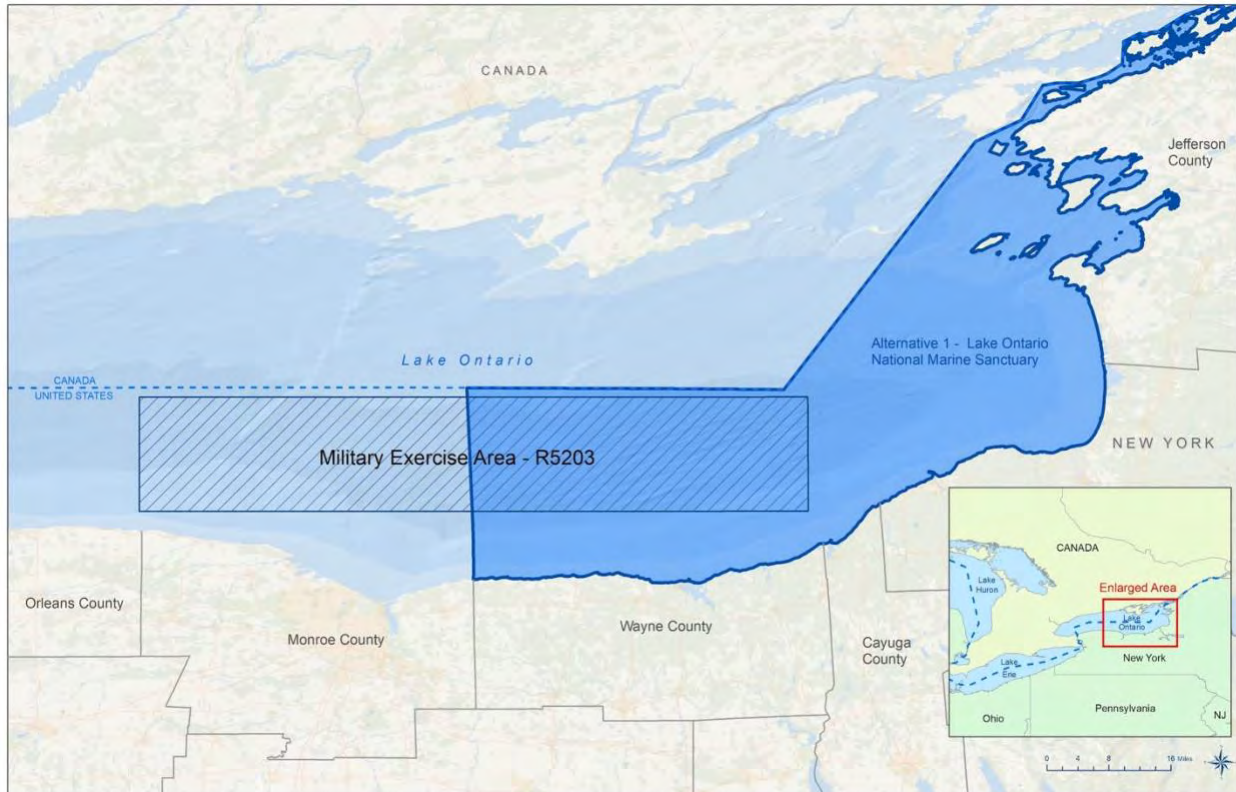 CANADA
Jefferson
County
Lake Ontario
Alternative 1 - Lake Ontario
National Marine Sanctuary
CANADA
UNITED STATES
Military Exercise Area - R5203
NEW YORK
Orleans County
Monroe County
Wayne County
Cayuga
County
CANADA
Lake
Huron
Enlarged Area
Lake
Ontario
New York
Lake
Erie
Pennsylvania
Ohio
NJ
0 4 8 16 Miles